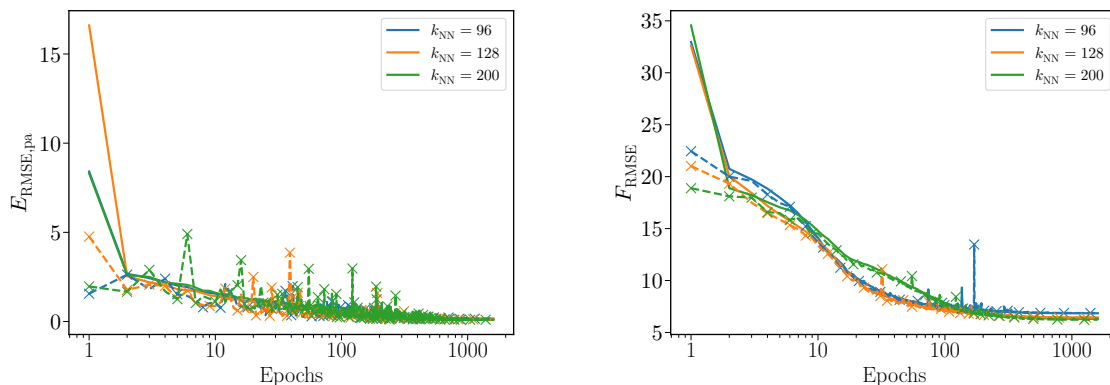 E_RMSE,pa
15
10
5
0
1
10
100
1000
Epochs
k_NN = 96
k_NN = 128
k_NN = 200
F_RMSE
35
30
25
20
15
10
5
1
10
100
1000
Epochs
k_NN = 96
k_NN = 128
k_NN = 200